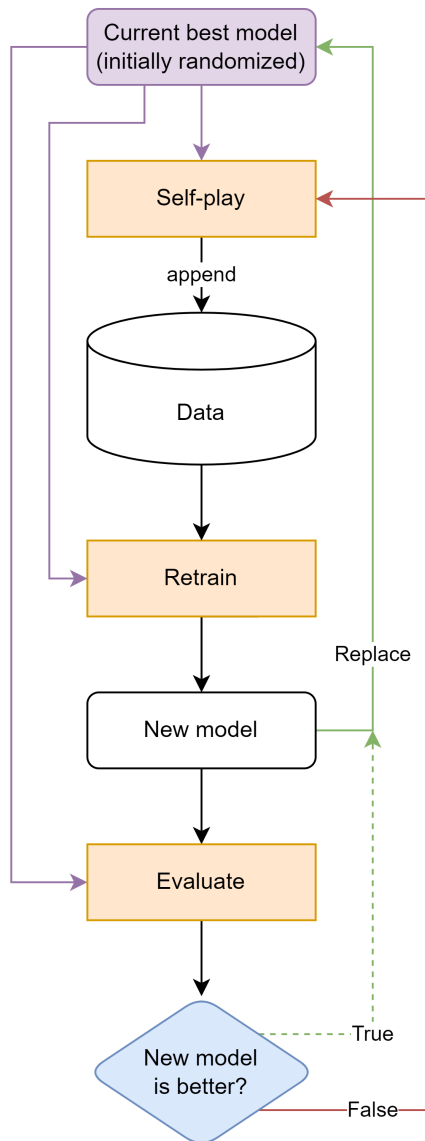 Current best model
(initially randomized)
Self-play
append
Data
Retrain
Replace
New model
Evaluate
True
New model
is better?
False